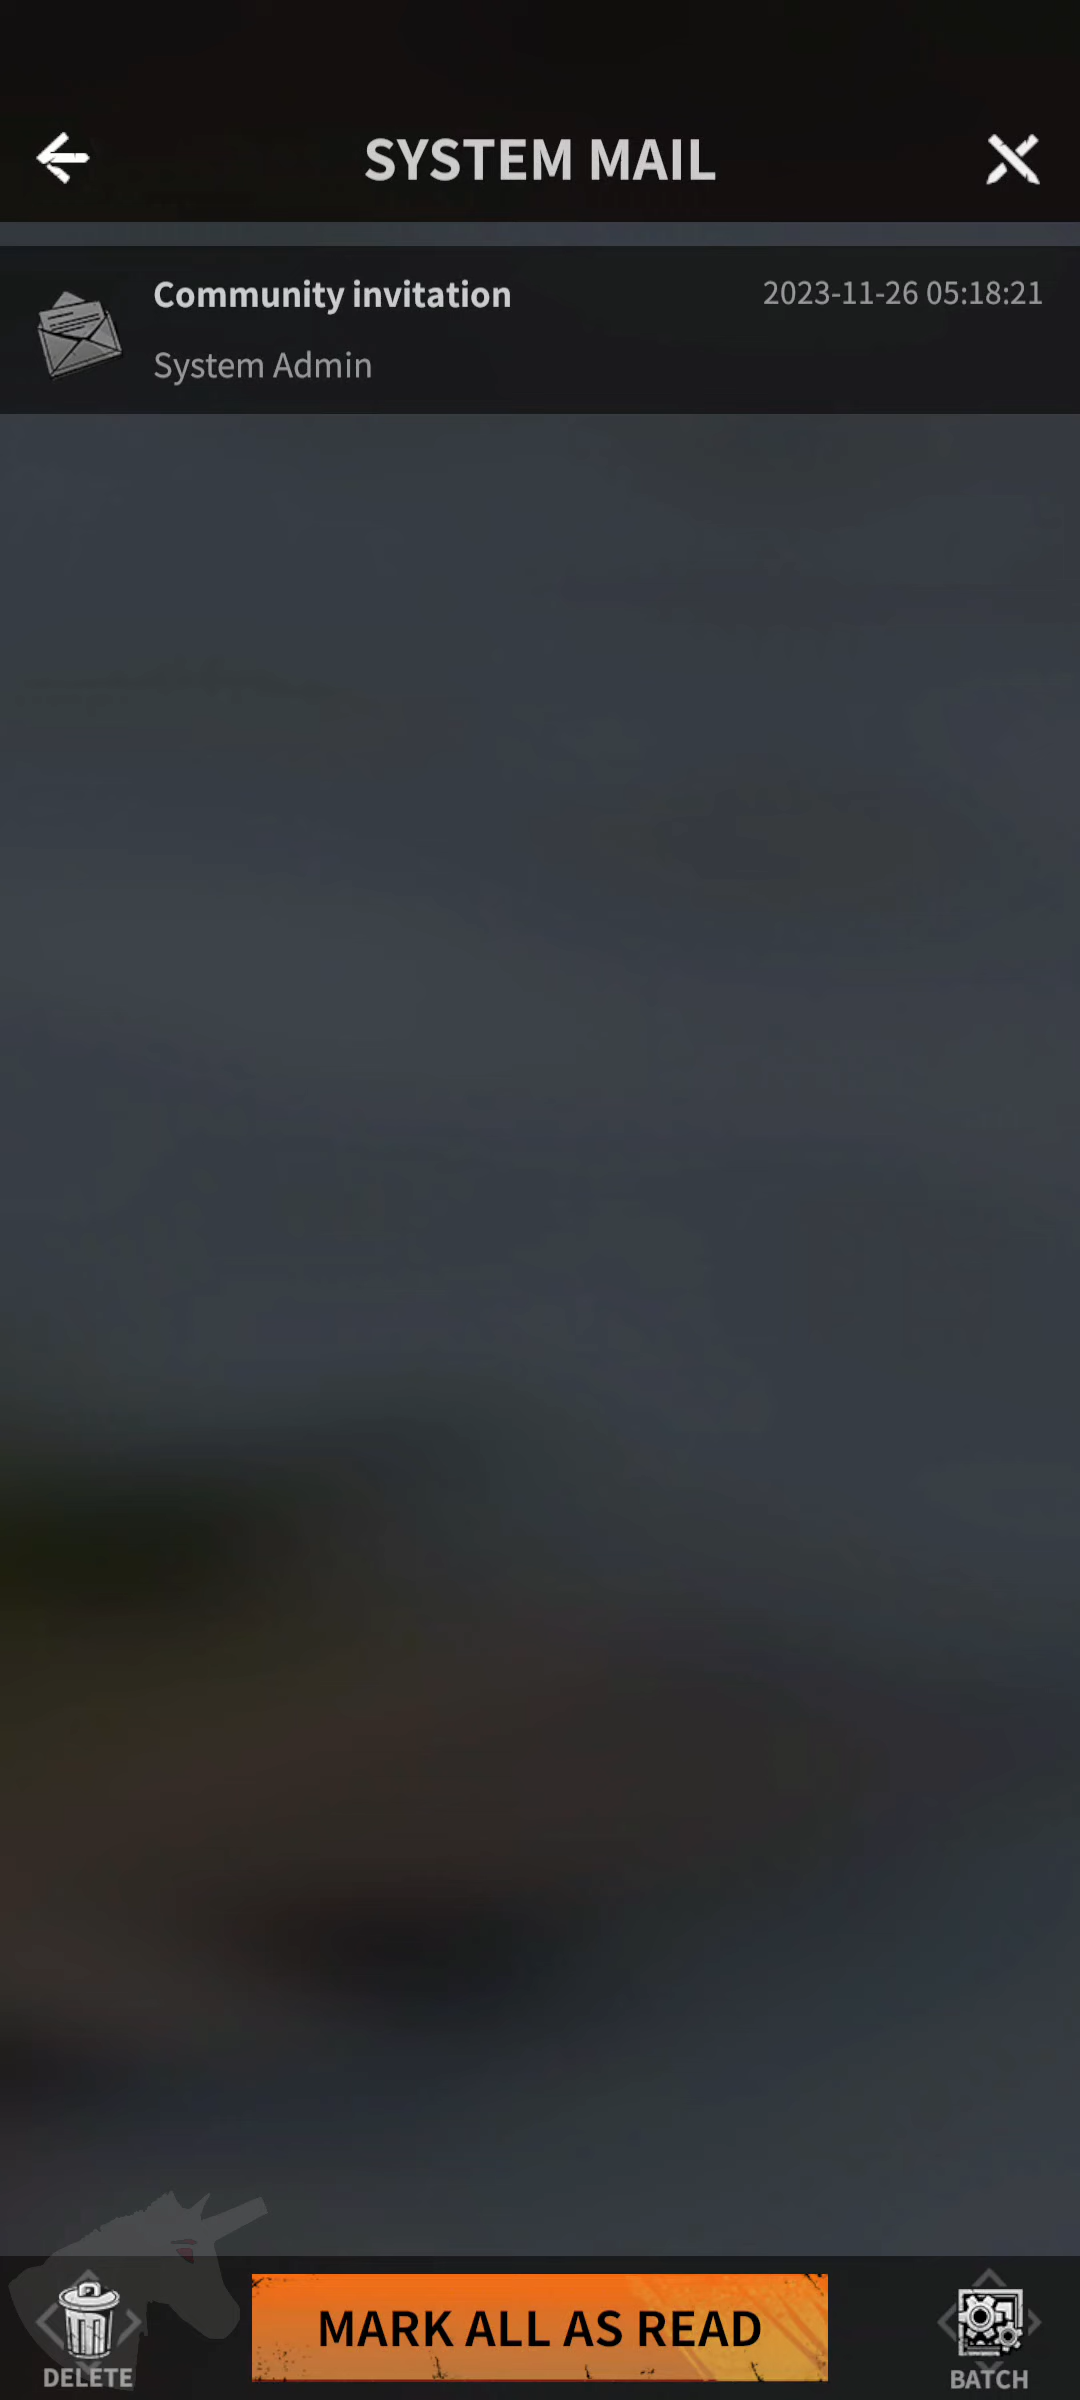 SYSTEM MAIL
Community invitation
2023-11-26 05:18:21
System Admin
DELETE
MARK ALL AS READ
BATCH